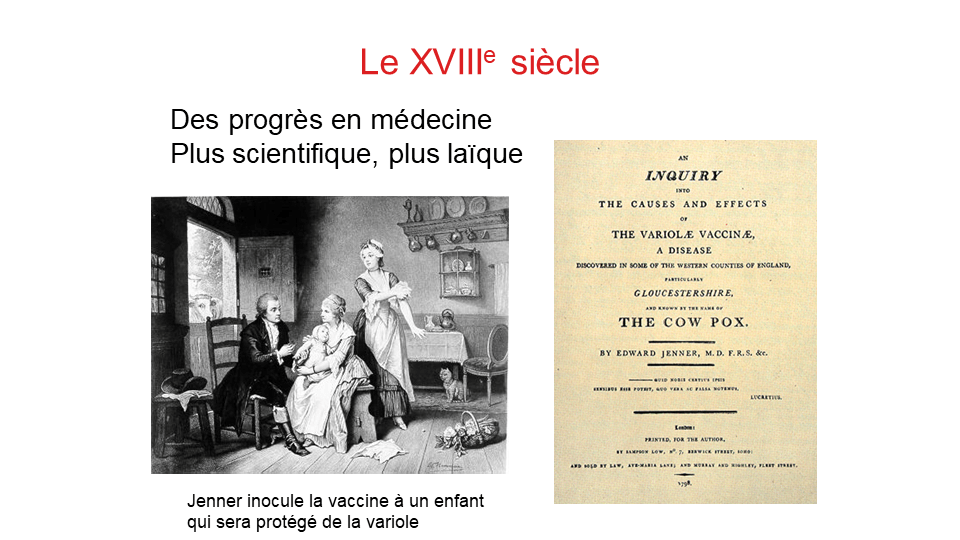 Le XVIIIe siècle
Des progrès en médecine
Plus scientifique, plus laïque
AN
INQUIRY
INTO
THE CAUSES AND EFFECTS
OF
THE VARIOLÆ VACCINÆ,
A DISEASE
DISCOVERED IN SOME OF THE WESTERN COUNTIES OF ENGLAND,
PARTICULARLY
GLOUCESTERSHIRE,
AND KNOWN BY THE NAME OF
THE COW POX.
BY EDWARD JENNER, M.D. F.R.S. &c.
QUID NOBIS CERTIUS IPSIS
SENSIBUS ESSE POTEST, QUO VERA AC FALSA NOTEMUS.
LUCRETIUS.
London:
PRINTED, FOR THE AUTHOR,
BY SAMPSON LOW, No. 7, BERWICK STREET, SOHO:
AND SOLD BY LAW, AVE-MARIA LANE; AND MURRAY AND HIGHLEY, FLEET STREET.
1798.
Jenner inocule la vaccine à un enfant
qui sera protégé de la variole